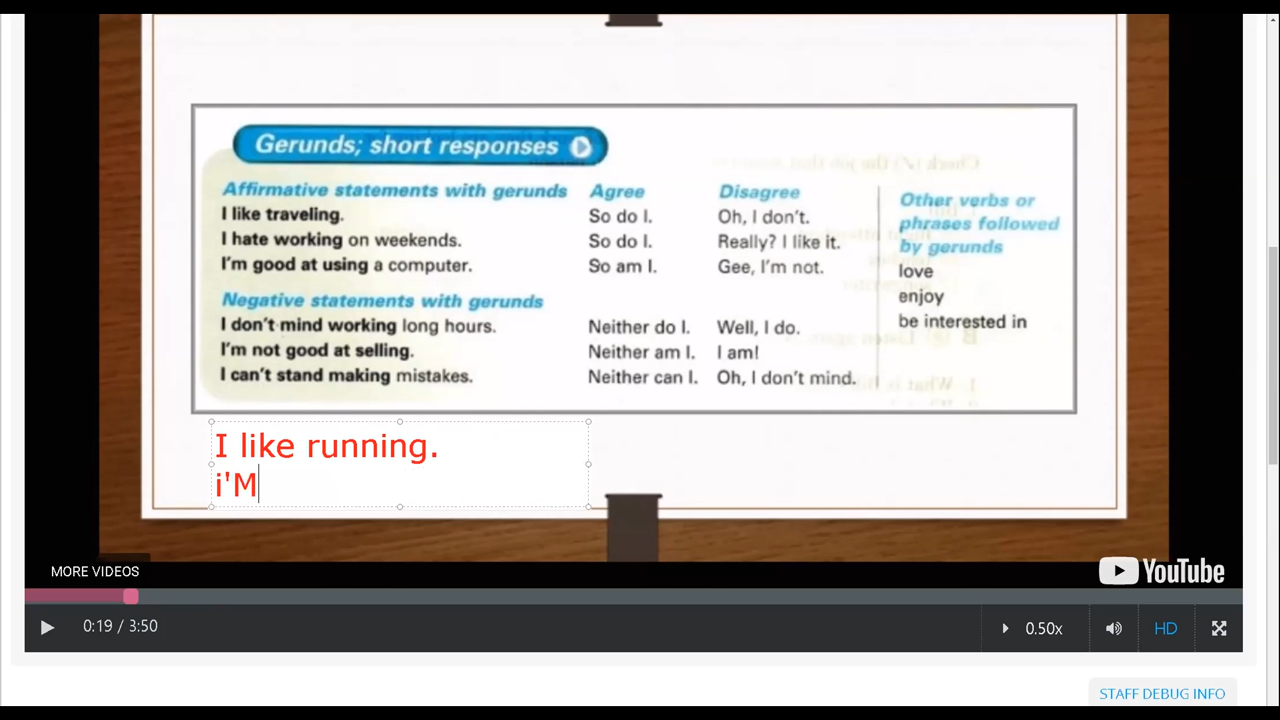 Gerunds; short responses
Affirmative statements with gerunds Agree Disagree
I like traveling. So do I. Oh, I don't.
I hate working on weekends. So do I. Really? I like it.
I'm good at using a computer. So am I. Gee, I'm not.
Negative statements with gerunds
I don't mind working long hours. Neither do I. Well, I do.
I'm not good at selling. Neither am I. I am!
I can't stand making mistakes. Neither can I. Oh, I don't mind.
Other verbs or
phrases followed
by gerunds
love
enjoy
be interested in
I like running.
i'M
MORE VIDEOS
YouTube
0:19 / 3:50
0.50x
HD
STAFF DEBUG INFO